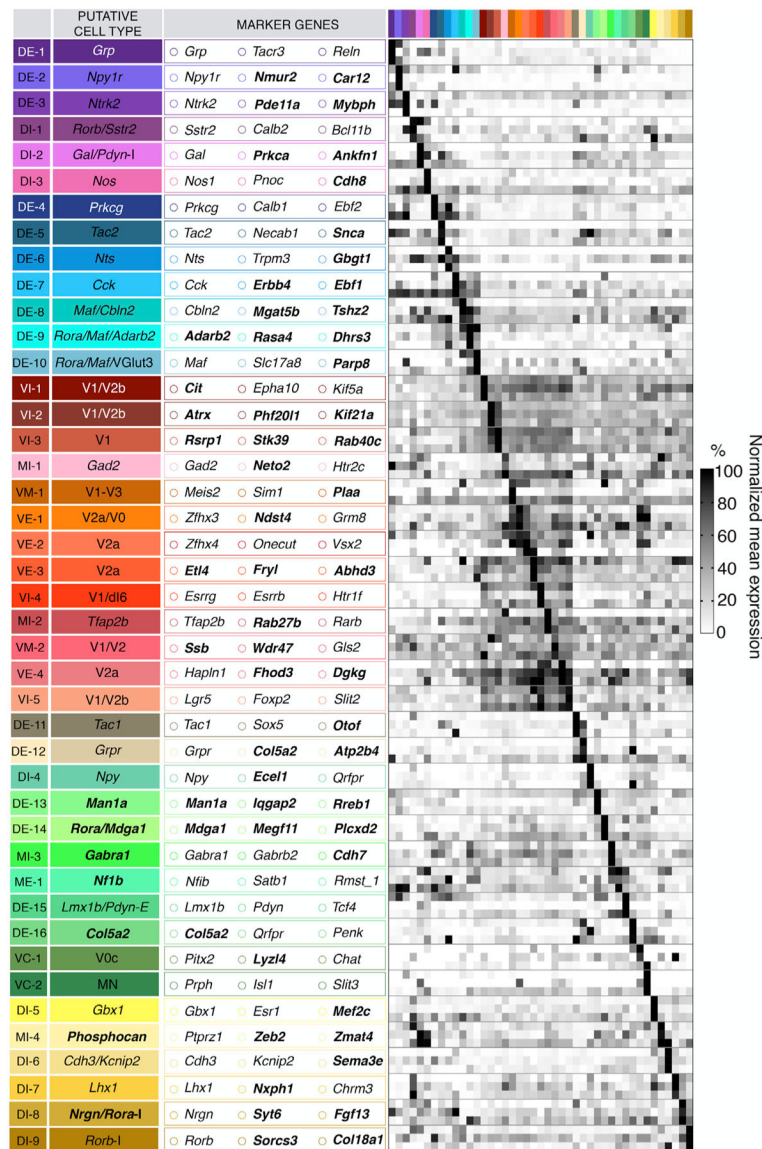 PUTATIVE
CELL TYPE
MARKER GENES
DE-1 Grp Grp Tacr3 Reln
DE-2 Npy1r Npy1r Nmur2 Car12
DE-3 Ntrk2 Ntrk2 Pde11a Mybph
DI-1 Rorb/Sstr2 Sstr2 Calb2 Bcl11b
DI-2 Gal/Pdyn-I Gal Prkca Ankfn1
DI-3 Nos Nos1 Pnoc Cdh8
DE-4 Prkcg Prkcg Calb1 Ebf2
DE-5 Tac2 Tac2 Necab1 Snca
DE-6 Nts Nts Trpm3 Gbgt1
DE-7 Cck Cck Erbb4 Ebf1
DE-8 Maf/Cbln2 Cbln2 Mgat5b Tshz2
DE-9 Rora/Maf/Adarb2 Adarb2 Rasa4 Dhrs3
DE-10 Rora/Maf/VGlut3 Maf Slc17a8 Parp8
VI-1 V1/V2b Cit Epha10 Kif5a
VI-2 V1/V2b Atrx Phf20l1 Kif21a
VI-3 V1 Rsrp1 Stk39 Rab40c
MI-1 Gad2 Gad2 Neto2 Htr2c
VM-1 V1-V3 Meis2 Sim1 Plaa
VE-1 V2a/V0 Zfhx3 Ndst4 Grm8
VE-2 V2a Zfhx4 Onecut Vsx2
VE-3 V2a Etl4 Fryl Abhd3
VI-4 V1/dI6 Esrrg Esrrb Htr1f
MI-2 Tfap2b Tfap2b Rab27b Rarb
VM-2 V1/V2 Ssb Wdr47 Gls2
VE-4 V2a Hapln1 Fhod3 Dgkg
VI-5 V1/V2b Lgr5 Foxp2 Slit2
DE-11 Tac1 Tac1 Sox5 Otof
DE-12 Grpr Grpr Col5a2 Atp2b4
DI-4 Npy Npy Ecel1 Qrfpr
DE-13 Man1a Man1a Iqgap2 Rreb1
DE-14 Rora/Mdga1 Mdga1 Megf11 Plcxd2
MI-3 Gabra1 Gabra1 Gabrb2 Cdh7
ME-1 Nf1b Nfib Satb1 Rmst_1
DE-15 Lmx1b/Pdyn-E Lmx1b Pdyn Tcf4
DE-16 Col5a2 Col5a2 Qrfpr Penk
VC-1 V0c Pitx2 Lyzl4 Chat
VC-2 MN Prph Isl1 Slit3
DI-5 Gbx1 Gbx1 Esr1 Mef2c
MI-4 Phosphocan Ptprz1 Zeb2 Zmat4
DI-6 Cdh3/Kcnip2 Cdh3 Kcnip2 Sema3e
DI-7 Lhx1 Lhx1 Nxph1 Chrm3
DI-8 Nrgn/Rora-I Nrgn Syt6 Fgf13
DI-9 Rorb-I Rorb Sorcs3 Col18a1
%
100
80
60
40
20
0
Normalized mean expression